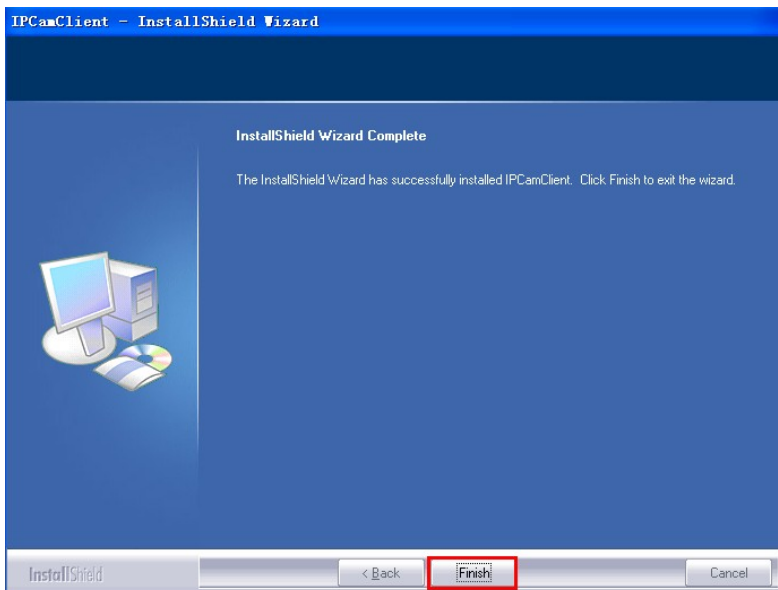 IPCamClient - InstallShield Wizard
InstallShield Wizard Complete
The InstallShield Wizard has successfully installed IPCamClient. Click Finish to exit the wizard.
InstallShield
< Back
Finish
Cancel